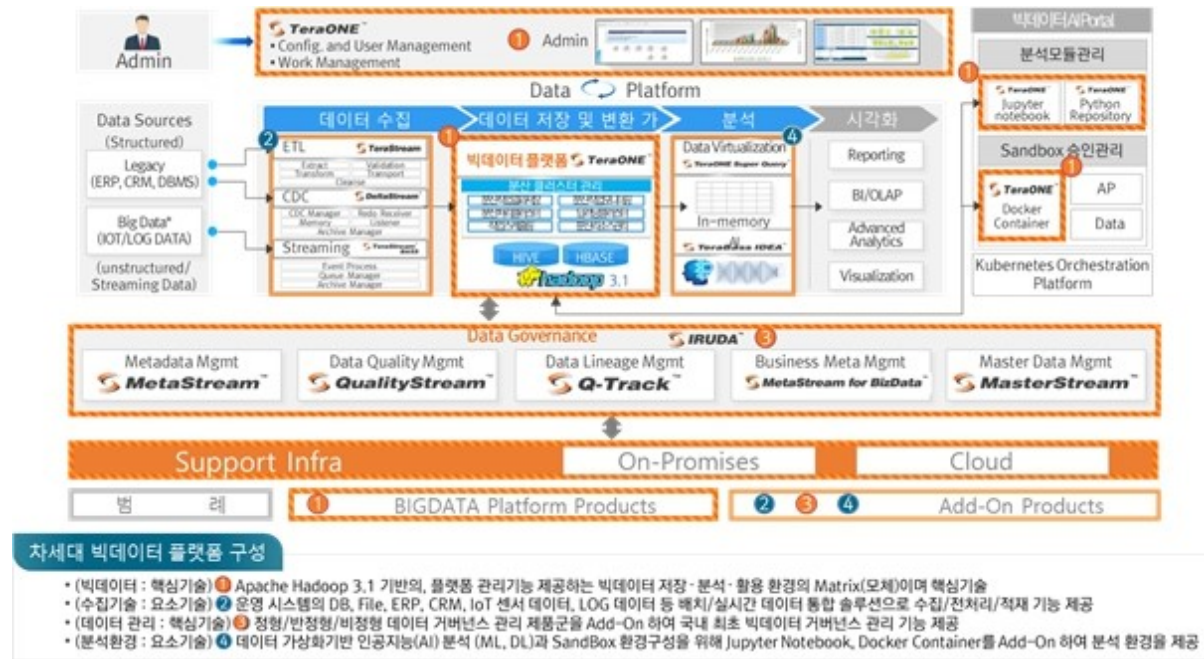 TeraONE™
• Config. and User Management
• Work Management
Admin
1 Admin
빅데이터AI Portal
분석모듈관리
1
TeraONE™
Jupyter
notebook
TeraONE™
Python
Repository
Sandbox 승인관리
1
TeraONE™
Docker
Container
AP
Data
Kubernetes Orchestration
Platform
Data Platform
Data Sources
(Structured)
Legacy
(ERP, CRM, DBMS)
Big Data*
(IOT/LOG DATA)
(unstructured/
Streaming Data)
데이터 수집
데이터 저장 및 변환 가
분석
시각화
2
ETL TeraStream™
Extract Validation
Transform Transport
Cleanse
CDC DeltaStream™
CDC Manager Redo Receiver
Memory Listener
Archive Manager
Streaming TeraStream™
Event Process
Queue Manager
Archive Manager
1
빅데이터 플랫폼 TeraONE™
분산 클러스터 관리
HIVE HBASE
hadoop 3.1
4
Data Virtualization
TeraONE Super Query™
In-memory
AI
TeraBase IDEA™
Reporting
BI/OLAP
Advanced
Analytics
Visualization
Data Governance IRUDA™ 3
Metadata Mgmt
MetaStream™
Data Quality Mgmt
QualityStream™
Data Lineage Mgmt
Q-Track™
Business Meta Mgmt
MetaStream for BizData™
Master Data Mgmt
MasterStream™
Support Infra On-Promises Cloud
범 례 1 BIGDATA Platform Products 2 3 4 Add-On Products
차세대 빅데이터 플랫폼 구성
• (빅데이터 : 핵심기술) 1 Apache Hadoop 3.1 기반의, 플랫폼 관리기능 제공하는 빅데이터 저장 · 분석 · 활용 환경의 Matrix(모체)이며 핵심기술
• (수집기술 : 요소기술) 2 운영 시스템의 DB, File, ERP, CRM, IoT 센서 데이터, LOG 데이터 등 배치/실시간 데이터 통합 솔루션으로 수집/전처리/적재 기능 제공
• (데이터 관리 : 핵심기술) 3 정형/반정형/비정형 데이터 거버넌스 관리 제품군을 Add-On 하여 국내 최초 빅데이터 거버넌스 관리 기능 제공
• (분석환경 : 요소기술) 4 데이터 가상화기반 인공지능(AI) 분석 (ML, DL)과 SandBox 환경구성을 위해 Jupyter Notebook, Docker Container를 Add-On 하여 분석 환경을 제공